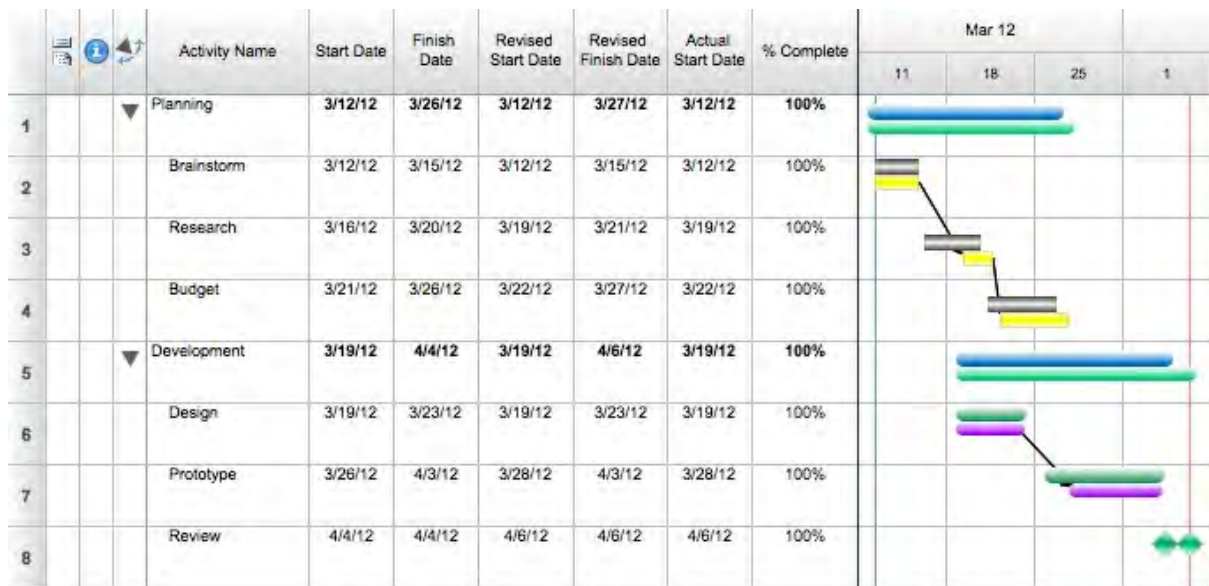 Activity Name Start Date Finish Date Revised Start Date Revised Finish Date Actual Start Date % Complete Mar 12
11 18 25 1
1 Planning 3/12/12 3/26/12 3/12/12 3/27/12 3/12/12 100%
2 Brainstorm 3/12/12 3/15/12 3/12/12 3/15/12 3/12/12 100%
3 Research 3/16/12 3/20/12 3/19/12 3/21/12 3/19/12 100%
4 Budget 3/21/12 3/26/12 3/22/12 3/27/12 3/22/12 100%
5 Development 3/19/12 4/4/12 3/19/12 4/6/12 3/19/12 100%
6 Design 3/19/12 3/23/12 3/19/12 3/23/12 3/19/12 100%
7 Prototype 3/26/12 4/3/12 3/28/12 4/3/12 3/28/12 100%
8 Review 4/4/12 4/4/12 4/6/12 4/6/12 4/6/12 100%